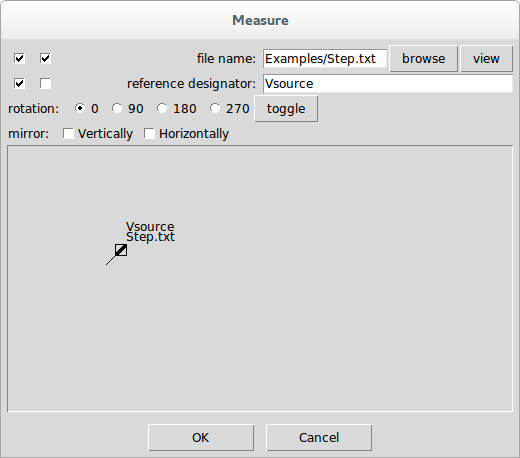 Measure
file name: Examples/Step.txt browse view
reference designator: Vsource
rotation: 0 90 180 270 toggle
mirror: Vertically Horizontally
Vsource
Step.txt
OK Cancel